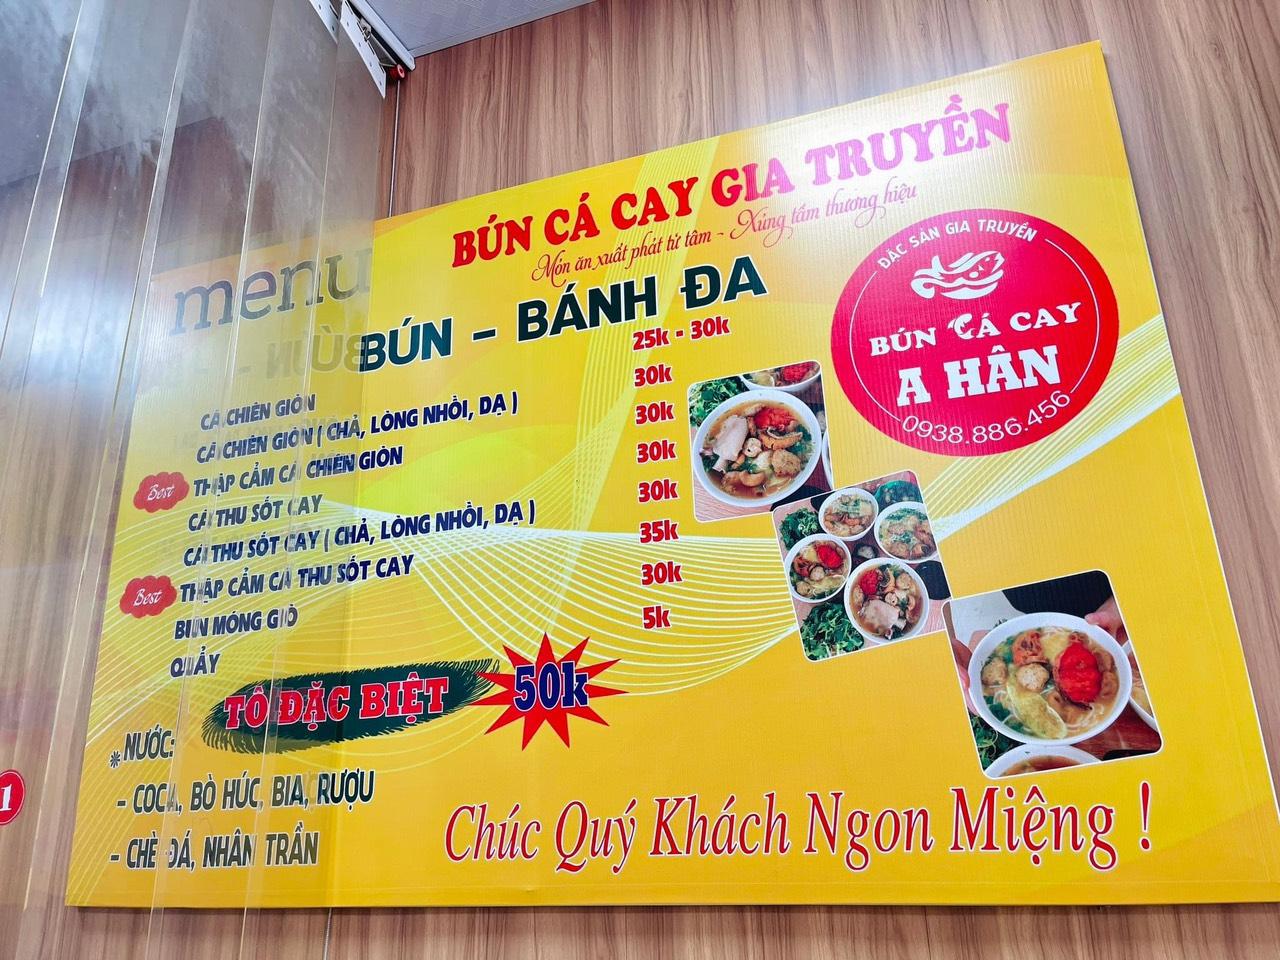 BÚN CÁ CAY GIA TRUYỀN
Món ăn xuất phát từ tâm - Xứng tầm thương hiệu
menu
BÚN - BÁNH ĐA
ĐẶC SẢN GIA TRUYỀN
BÚN CÁ CAY
A HÂN
0938.886.456
CÁ CHIÊN GIÒN 25k - 30k
CÁ CHIÊN GIÒN ( CHẢ, LÒNG NHỒI, DẠ ) 30k
Best THẬP CẨM CÁ CHIÊN GIÒN 30k
CÁ THU SỐT CAY 30k
CÁ THU SỐT CAY ( CHẢ, LÒNG NHỒI, DẠ ) 30k
Best THẬP CẨM CÁ THU SỐT CAY 35k
BÚN MÓNG GIÒ 30k
QUẨY 5k
TÔ ĐẶC BIỆT 50k
* NƯỚC:
- COCA, BÒ HÚC, BIA, RƯỢU
- CHÈ ĐÁ, NHÂN TRẦN
Chúc Quý Khách Ngon Miệng !
1